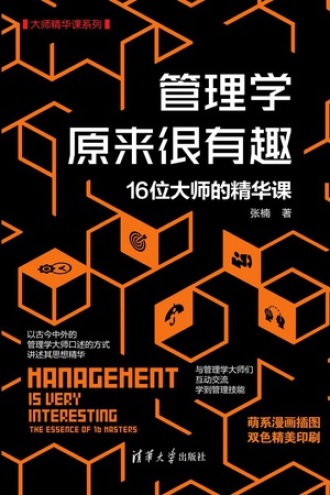 大师精华课系列
管理学
原来很有趣
16位大师的精华课
张楠 著
以古今中外的
管理学大师口述的方式
讲述其思想精华
MANAGEMENT
IS VERY
INTERESTING
THE ESSENCE OF 16 MASTERS
与管理学大师们
互动交流
学到管理技能
萌系漫画插图
双色精美印刷
清华大学出版社